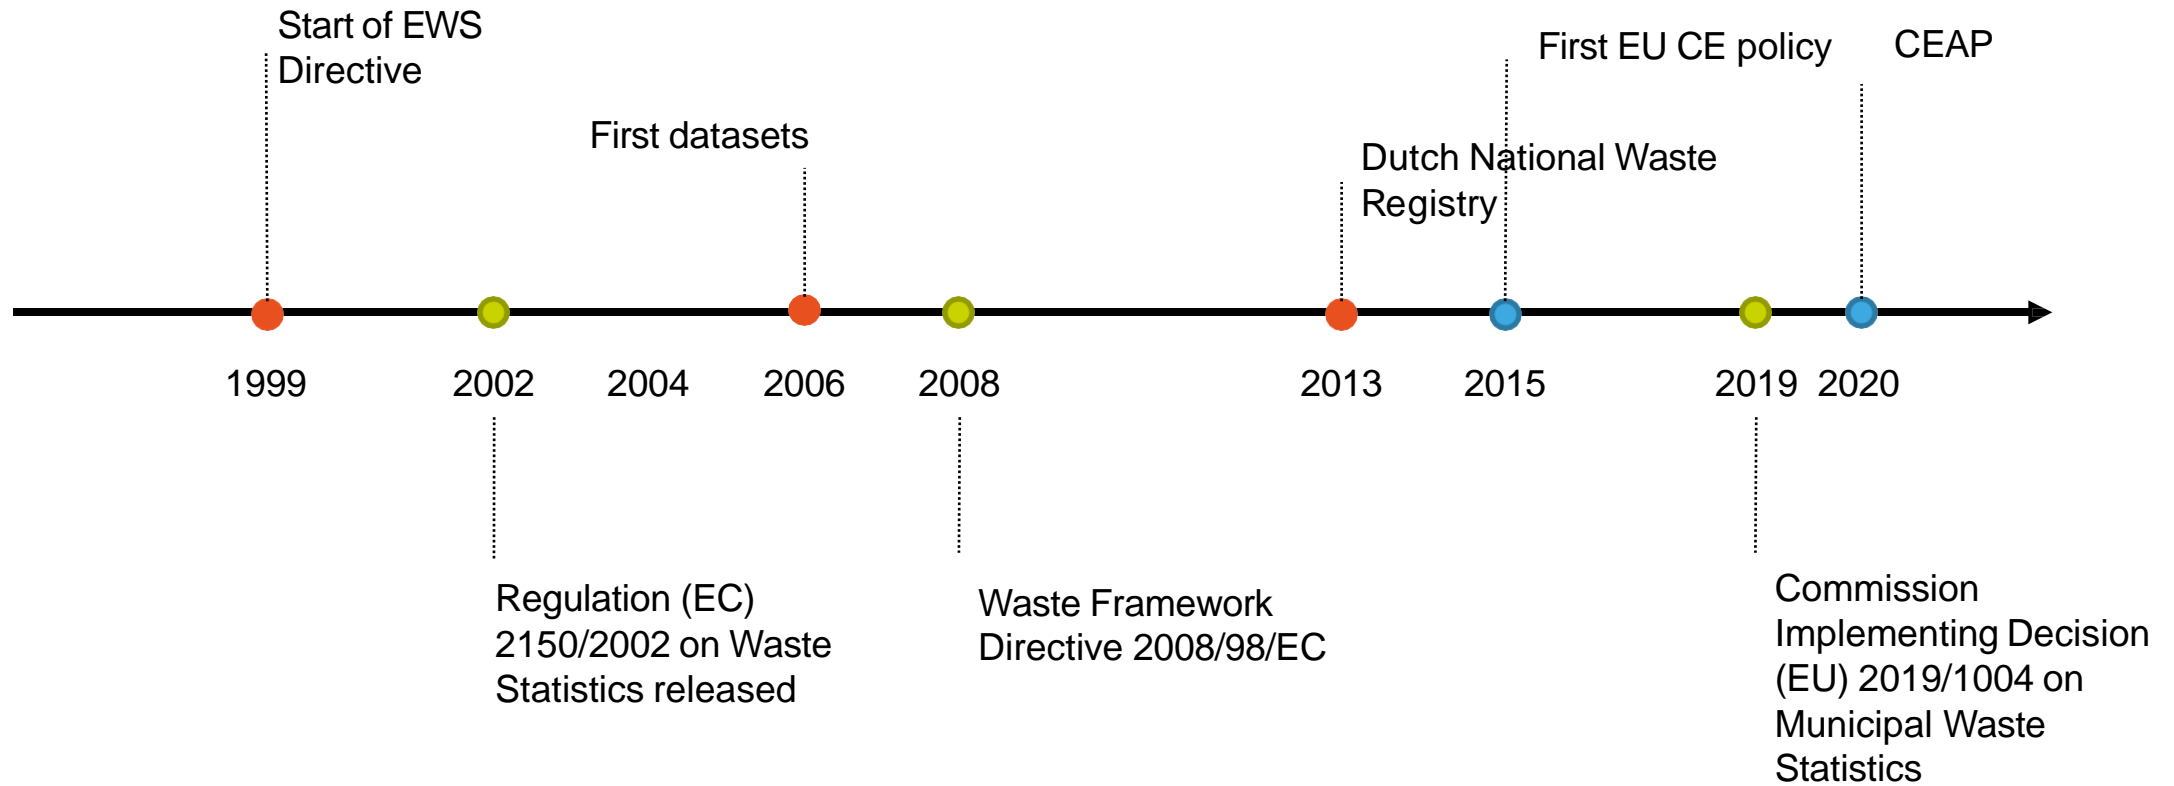 Start of EWS
Directive
First EU CE policy
CEAP
First datasets
Dutch National Waste
Registry
1999
2002
2004
2006
2008
2013
2015
2019
2020
Regulation (EC)
2150/2002 on Waste
Statistics released
Waste Framework
Directive 2008/98/EC
Commission
Implementing Decision
(EU) 2019/1004 on
Municipal Waste
Statistics